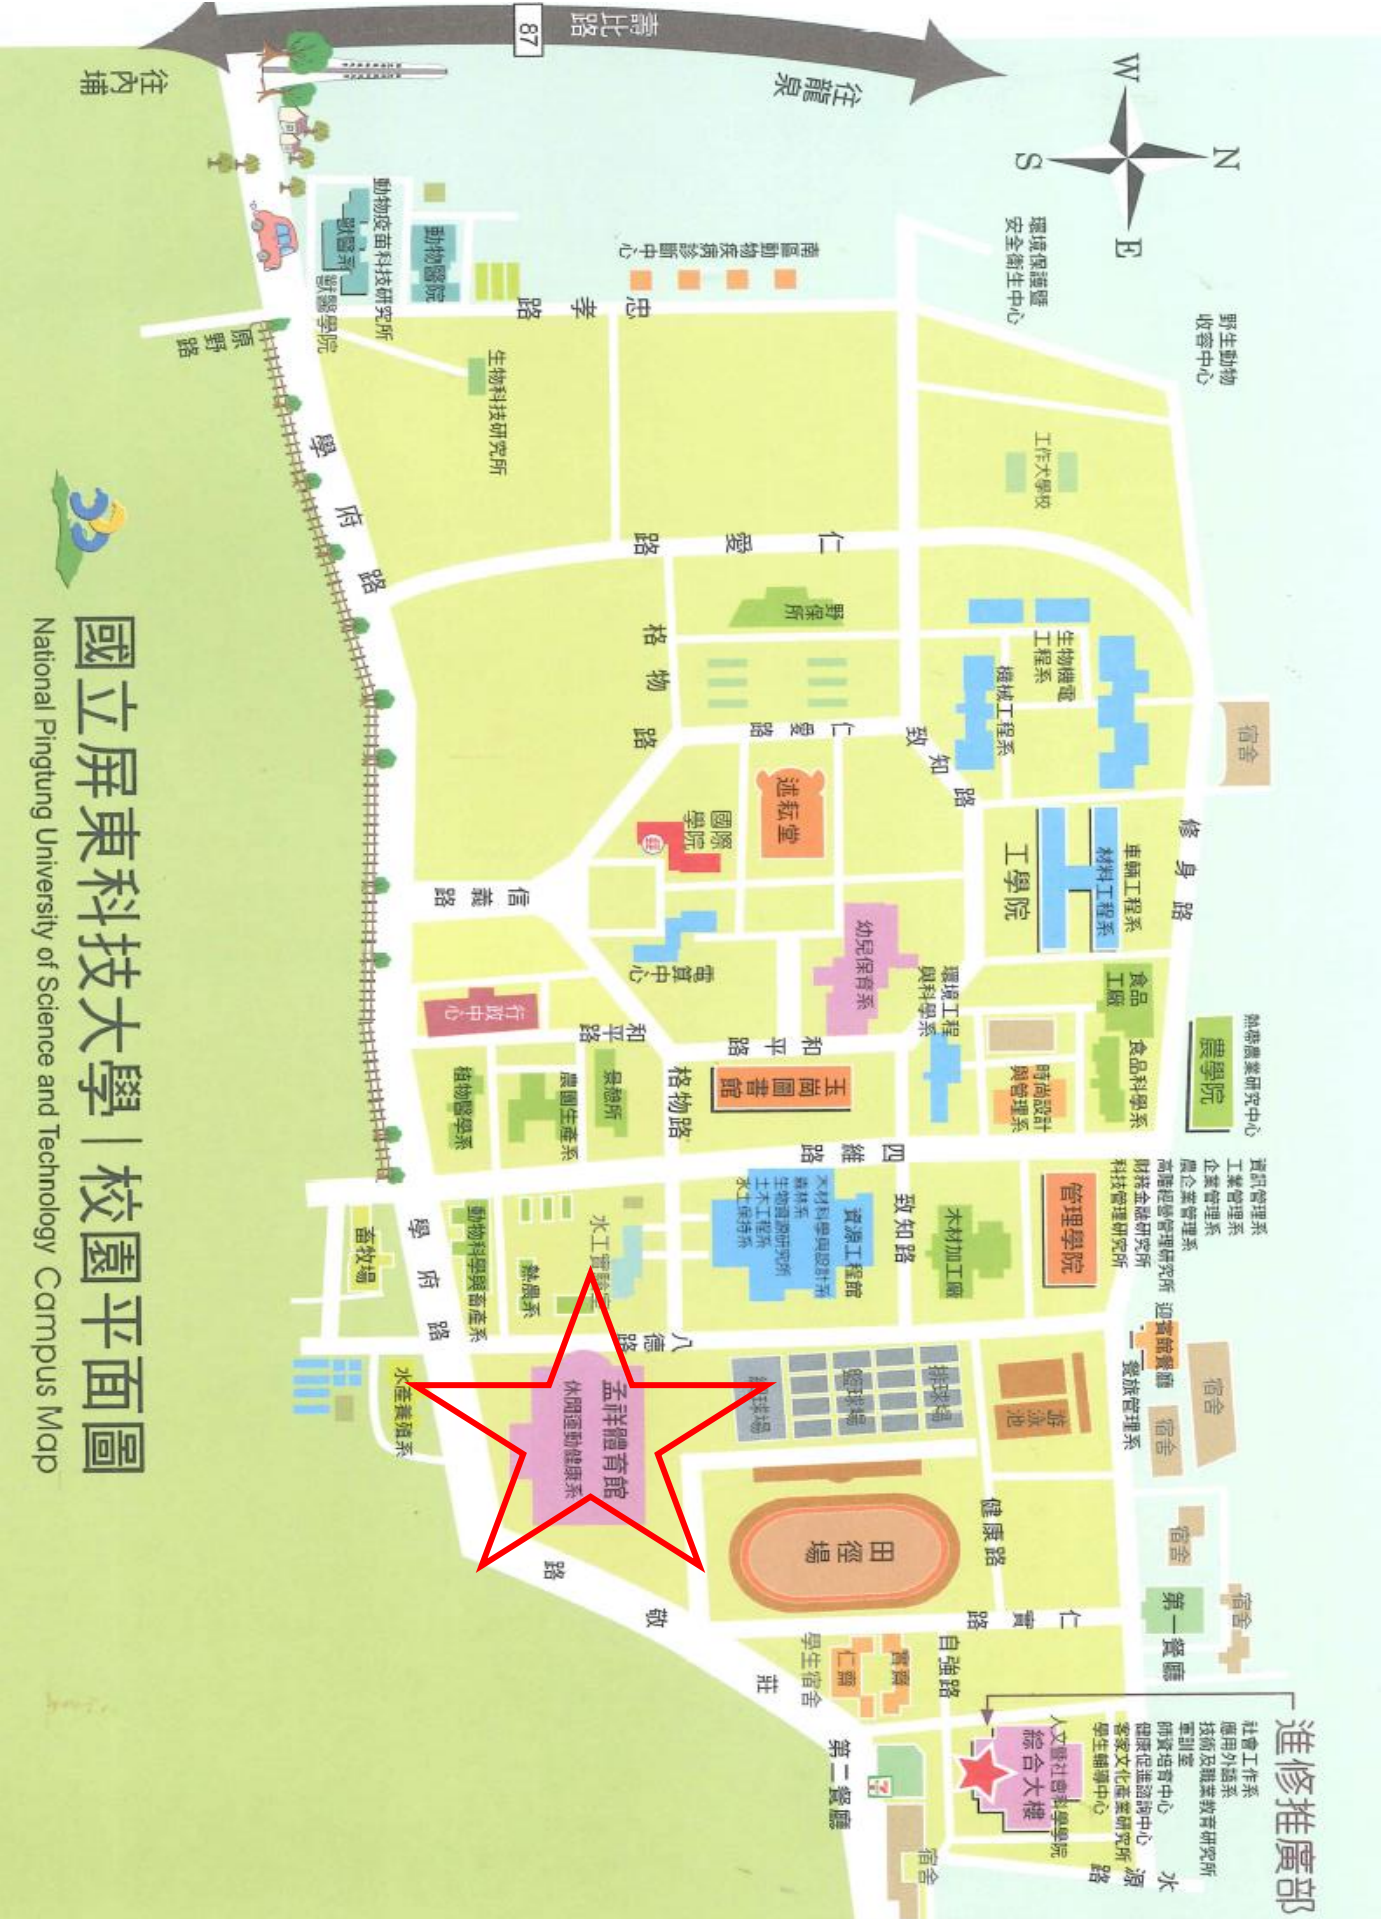 國立屏東科技大學│校園平面圖
National Pingtung University of Science and Technology Campus Map
W
N
S
E
往內埔
87
壽比路
往龍泉
環境保護暨
安全衛生中心
野生動物
收容中心
南區動物疾病診斷中心
動物疫苗科技研究所
獸醫系
獸醫學院
動物醫院
忠孝路
原野路
生物科技研究所
工作犬學校
學府路
仁愛路
野保所
格物路
仁愛路
致知路
生物機電
工程系
機械工程系
宿舍
述耘堂
國際
學院
工學院
車輛工程系
材料工程系
修身路
信義路
電算中心
幼兒保育系
環境工程
與科學系
食品
工廠
食品科學系
農學院
熱帶農業研究中心
行政中心
和平路
和平路
玉崗圖書館
時尚設計
與管理系
植物醫學系
農園生產系
景憩所
格物路
四維路
致知路
畜牧場
學府路
動物科學與畜產系
熱農系
水工實驗室
資源工程館
木材科學與設計系
森林系
生物資源研究所
土木工程系
水土保持系
木材加工廠
管理學院
資訊管理系
工業管理系
企業管理系
農企業管理系
高階經營管理研究所
財務金融研究所
科技管理研究所
八德路
迎賓館餐廳
餐旅管理系
宿舍
宿舍
水產養殖系
孟祥體育館
休閒運動健康系
網球場
籃球場
排球場
游泳池
田徑場
健康路
宿舍
宿舍
第一餐廳
敬莊路
仁實路
學生宿舍
仁齋
實齋
自強路
第二餐廳
7
宿舍
人文暨社會科學學院
綜合大樓
社會工作系
應用外語系
技術及職業教育研究所
軍訓室
師資培育中心
健康促進諮詢中心
客家文化產業研究所
學生輔導中心
水源路
進修推廣部